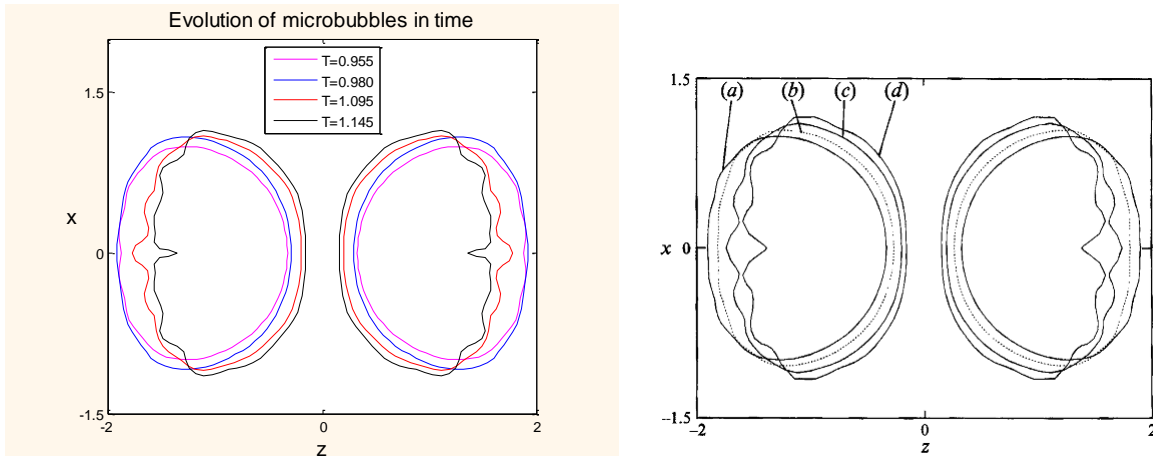 Evolution of microbubbles in time
T=0.955
T=0.980
T=1.095
T=1.145
2
1.5
x
0
-1.5
-2
0
2
z
1.5
(a)
(b)
(c)
(d)
x 0
-1.5
-2
0
2
z